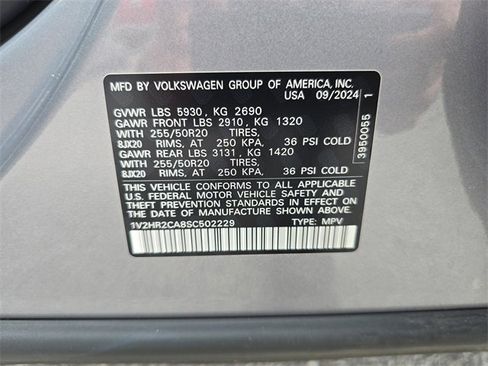 MFD BY VOLKSWAGEN GROUP OF AMERICA, INC.
USA 09/2024
GVWR LBS 5930, KG 2690
GAWR FRONT LBS 2910, KG 1320
WITH 255/50R20 TIRES,
8JX20 RIMS, AT 250 KPA, 36 PSI COLD
GAWR REAR LBS 3131, KG 1420
WITH 255/50R20 TIRES,
8JX20 RIMS, AT 250 KPA, 36 PSI COLD
THIS VEHICLE CONFORMS TO ALL APPLICABLE
U.S. FEDERAL MOTOR VEHICLE SAFETY AND
THEFT PREVENTION STANDARDS IN EFFECT ON
THE DATE OF MANUFACTURE SHOWN ABOVE.
1V2HR2CA8SC502229 TYPE: MPV
3950055 1